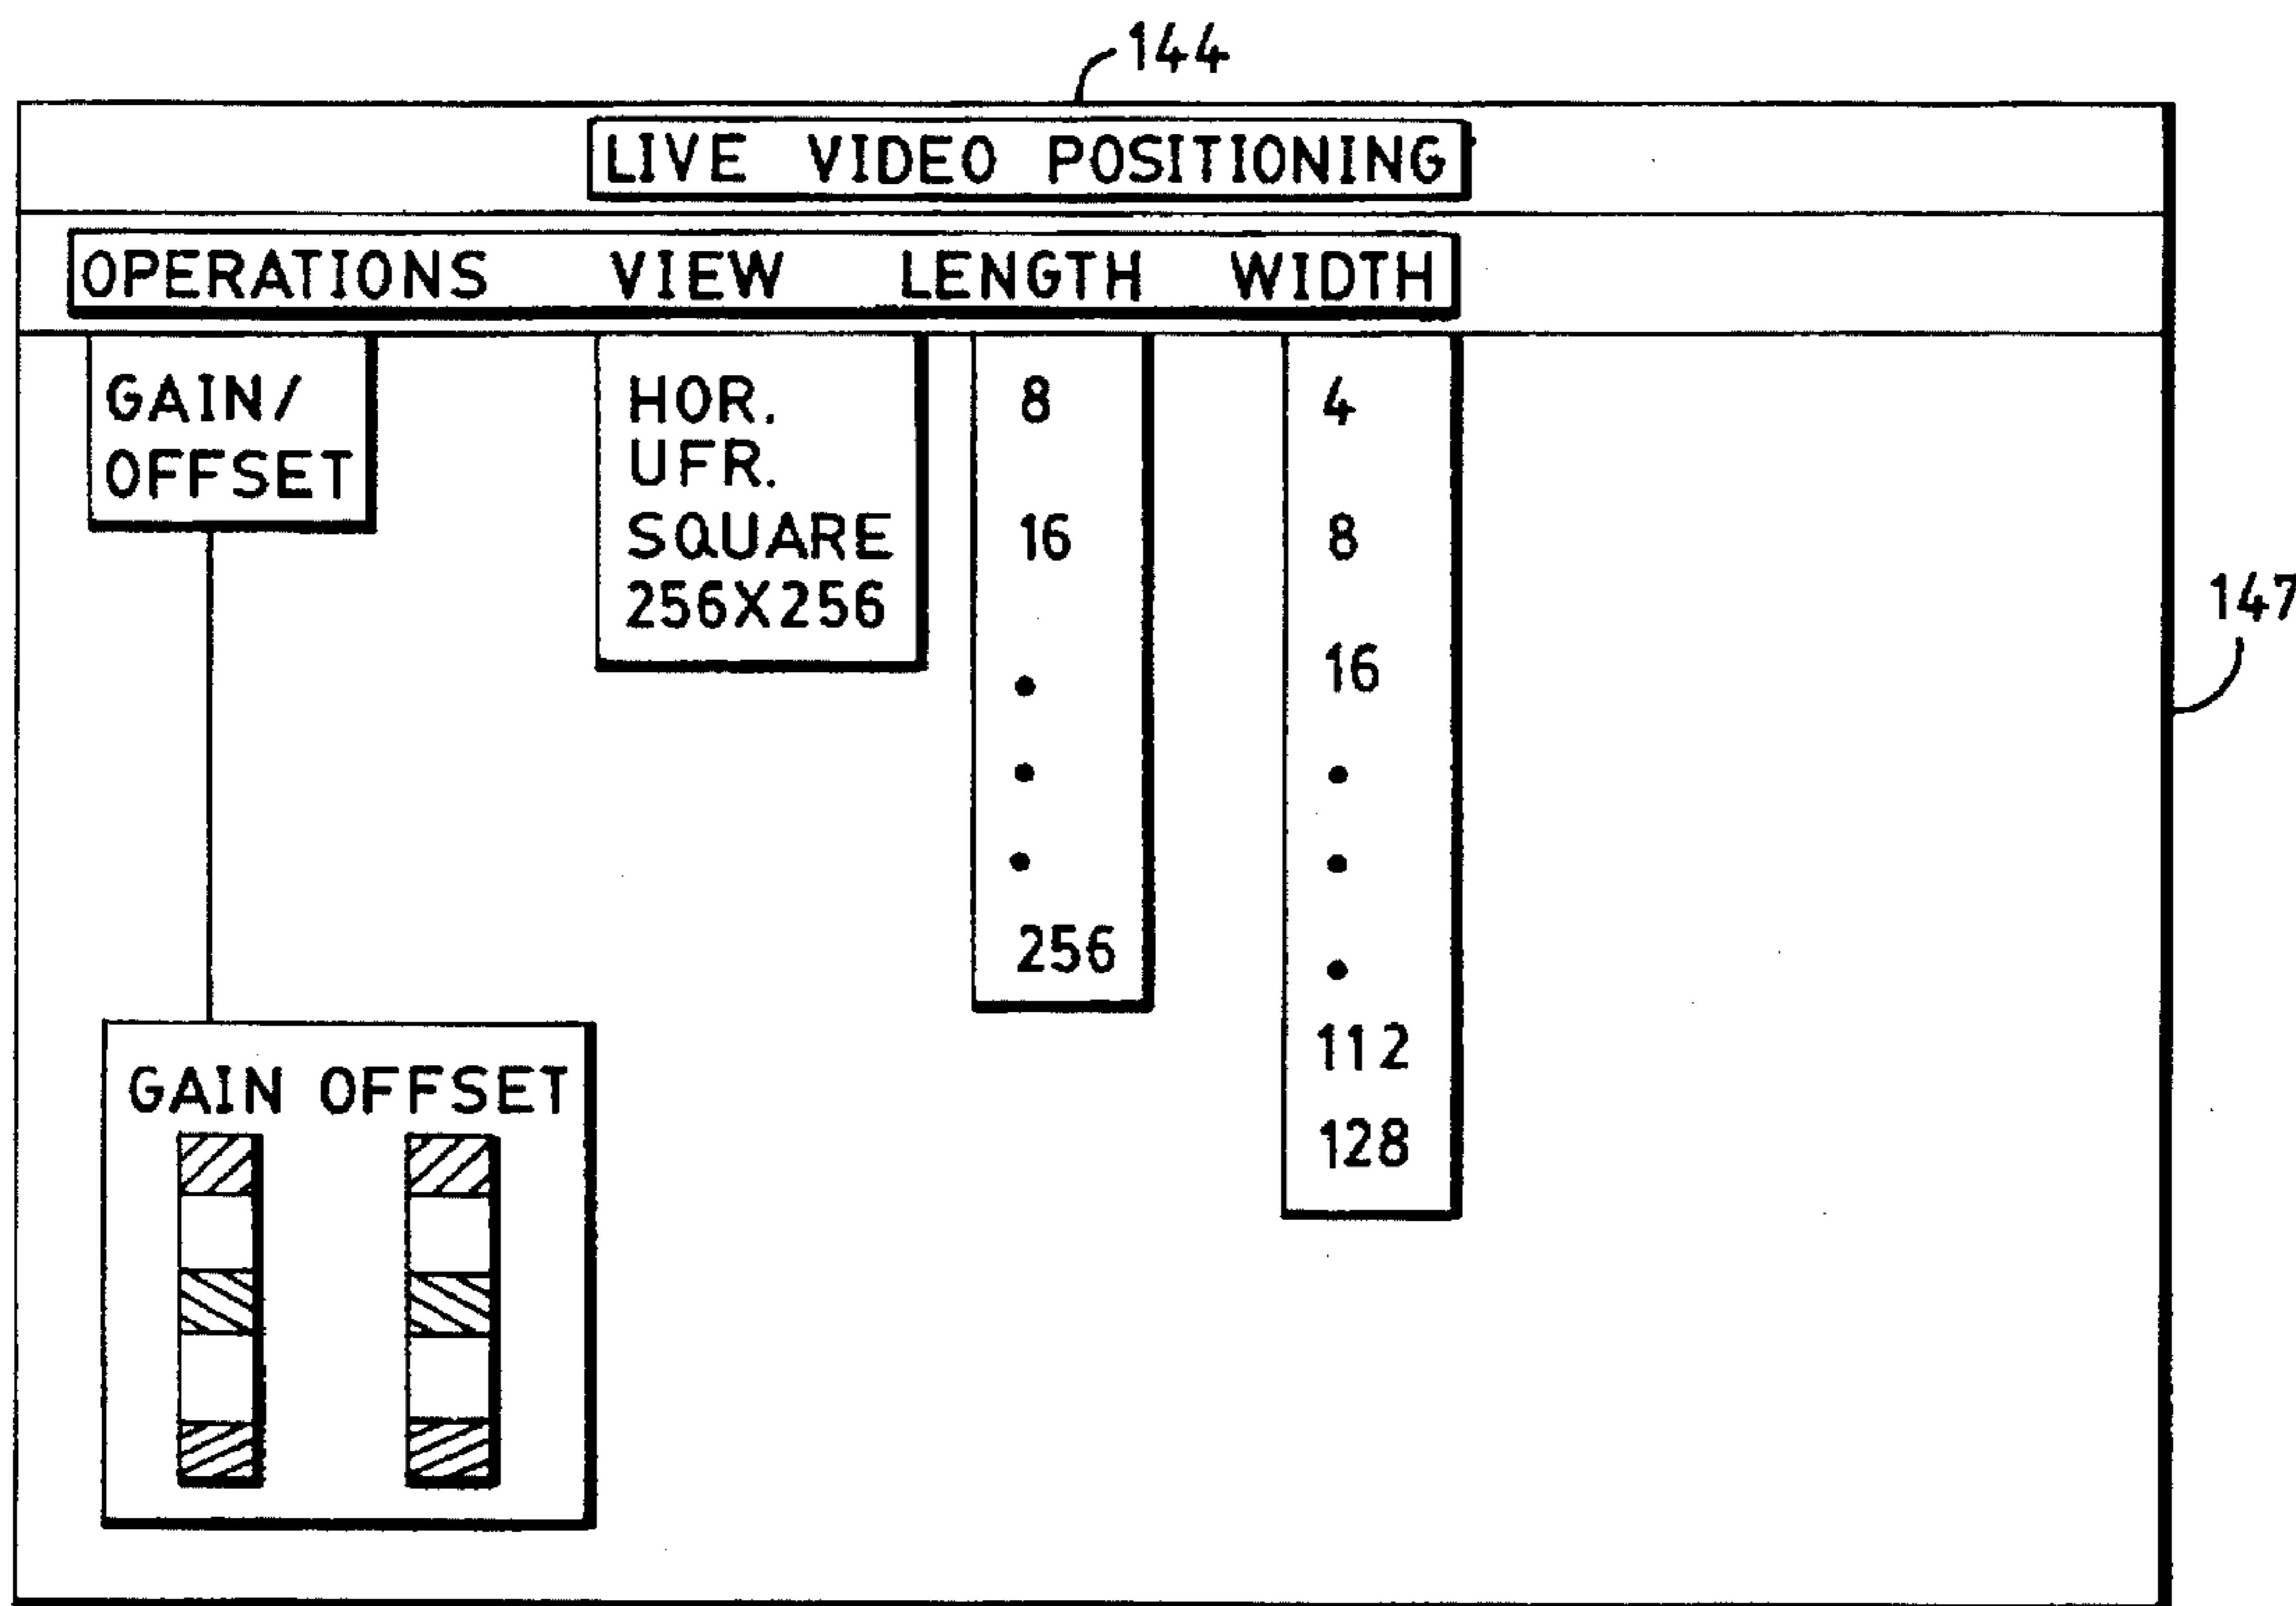 144
LIVE VIDEO POSITIONING
OPERATIONS VIEW LENGTH WIDTH
GAIN/
OFFSET
HOR.
UFR.
SQUARE
256X256
8
16
256
4
8
16
112
128
147
GAIN OFFSET